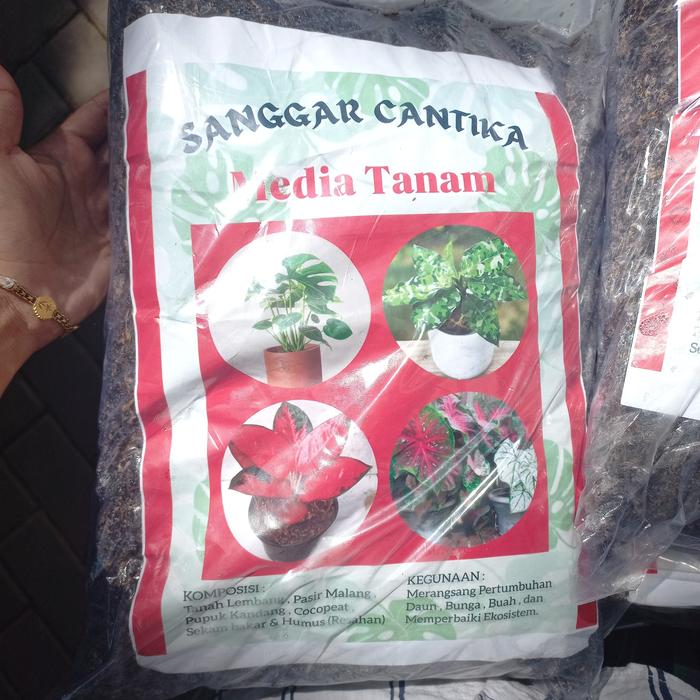 SANGGAR CANTIKA
Media Tanam
KOMPOSISI :
Tanah Lembang , Pasir Malang ,
Pupuk Kandang , Cocopeat ,
Sekam bakar & Humus (Resahan)
KEGUNAAN :
Merangsang Pertumbuhan
Daun , Bunga , Buah , dan
Memperbaiki Ekosistem.